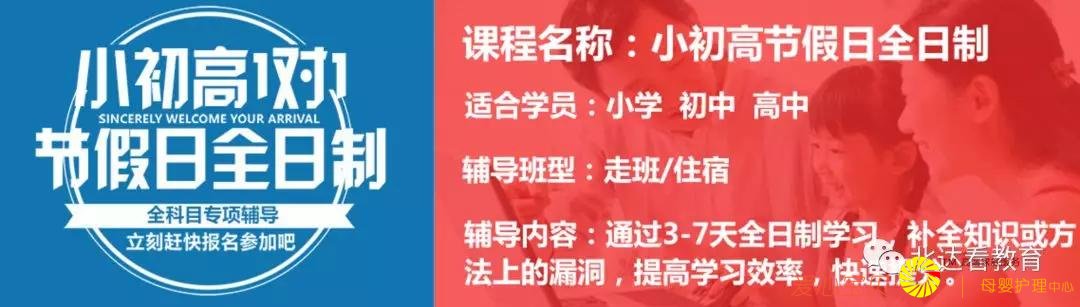 小初高1对1
SINCERELY WELCOME YOUR ARRIVAL
节假日全日制
全科目专项辅导
立刻赶快报名参加吧
课程名称：小初高节假日全日制
适合学员：小学 初中 高中
辅导班型：走班/住宿
辅导内容：通过3-7天全日制学习，补全知识或方
法上的漏洞，提高学习效率，快速提升。
北达看教育
母婴护理中心